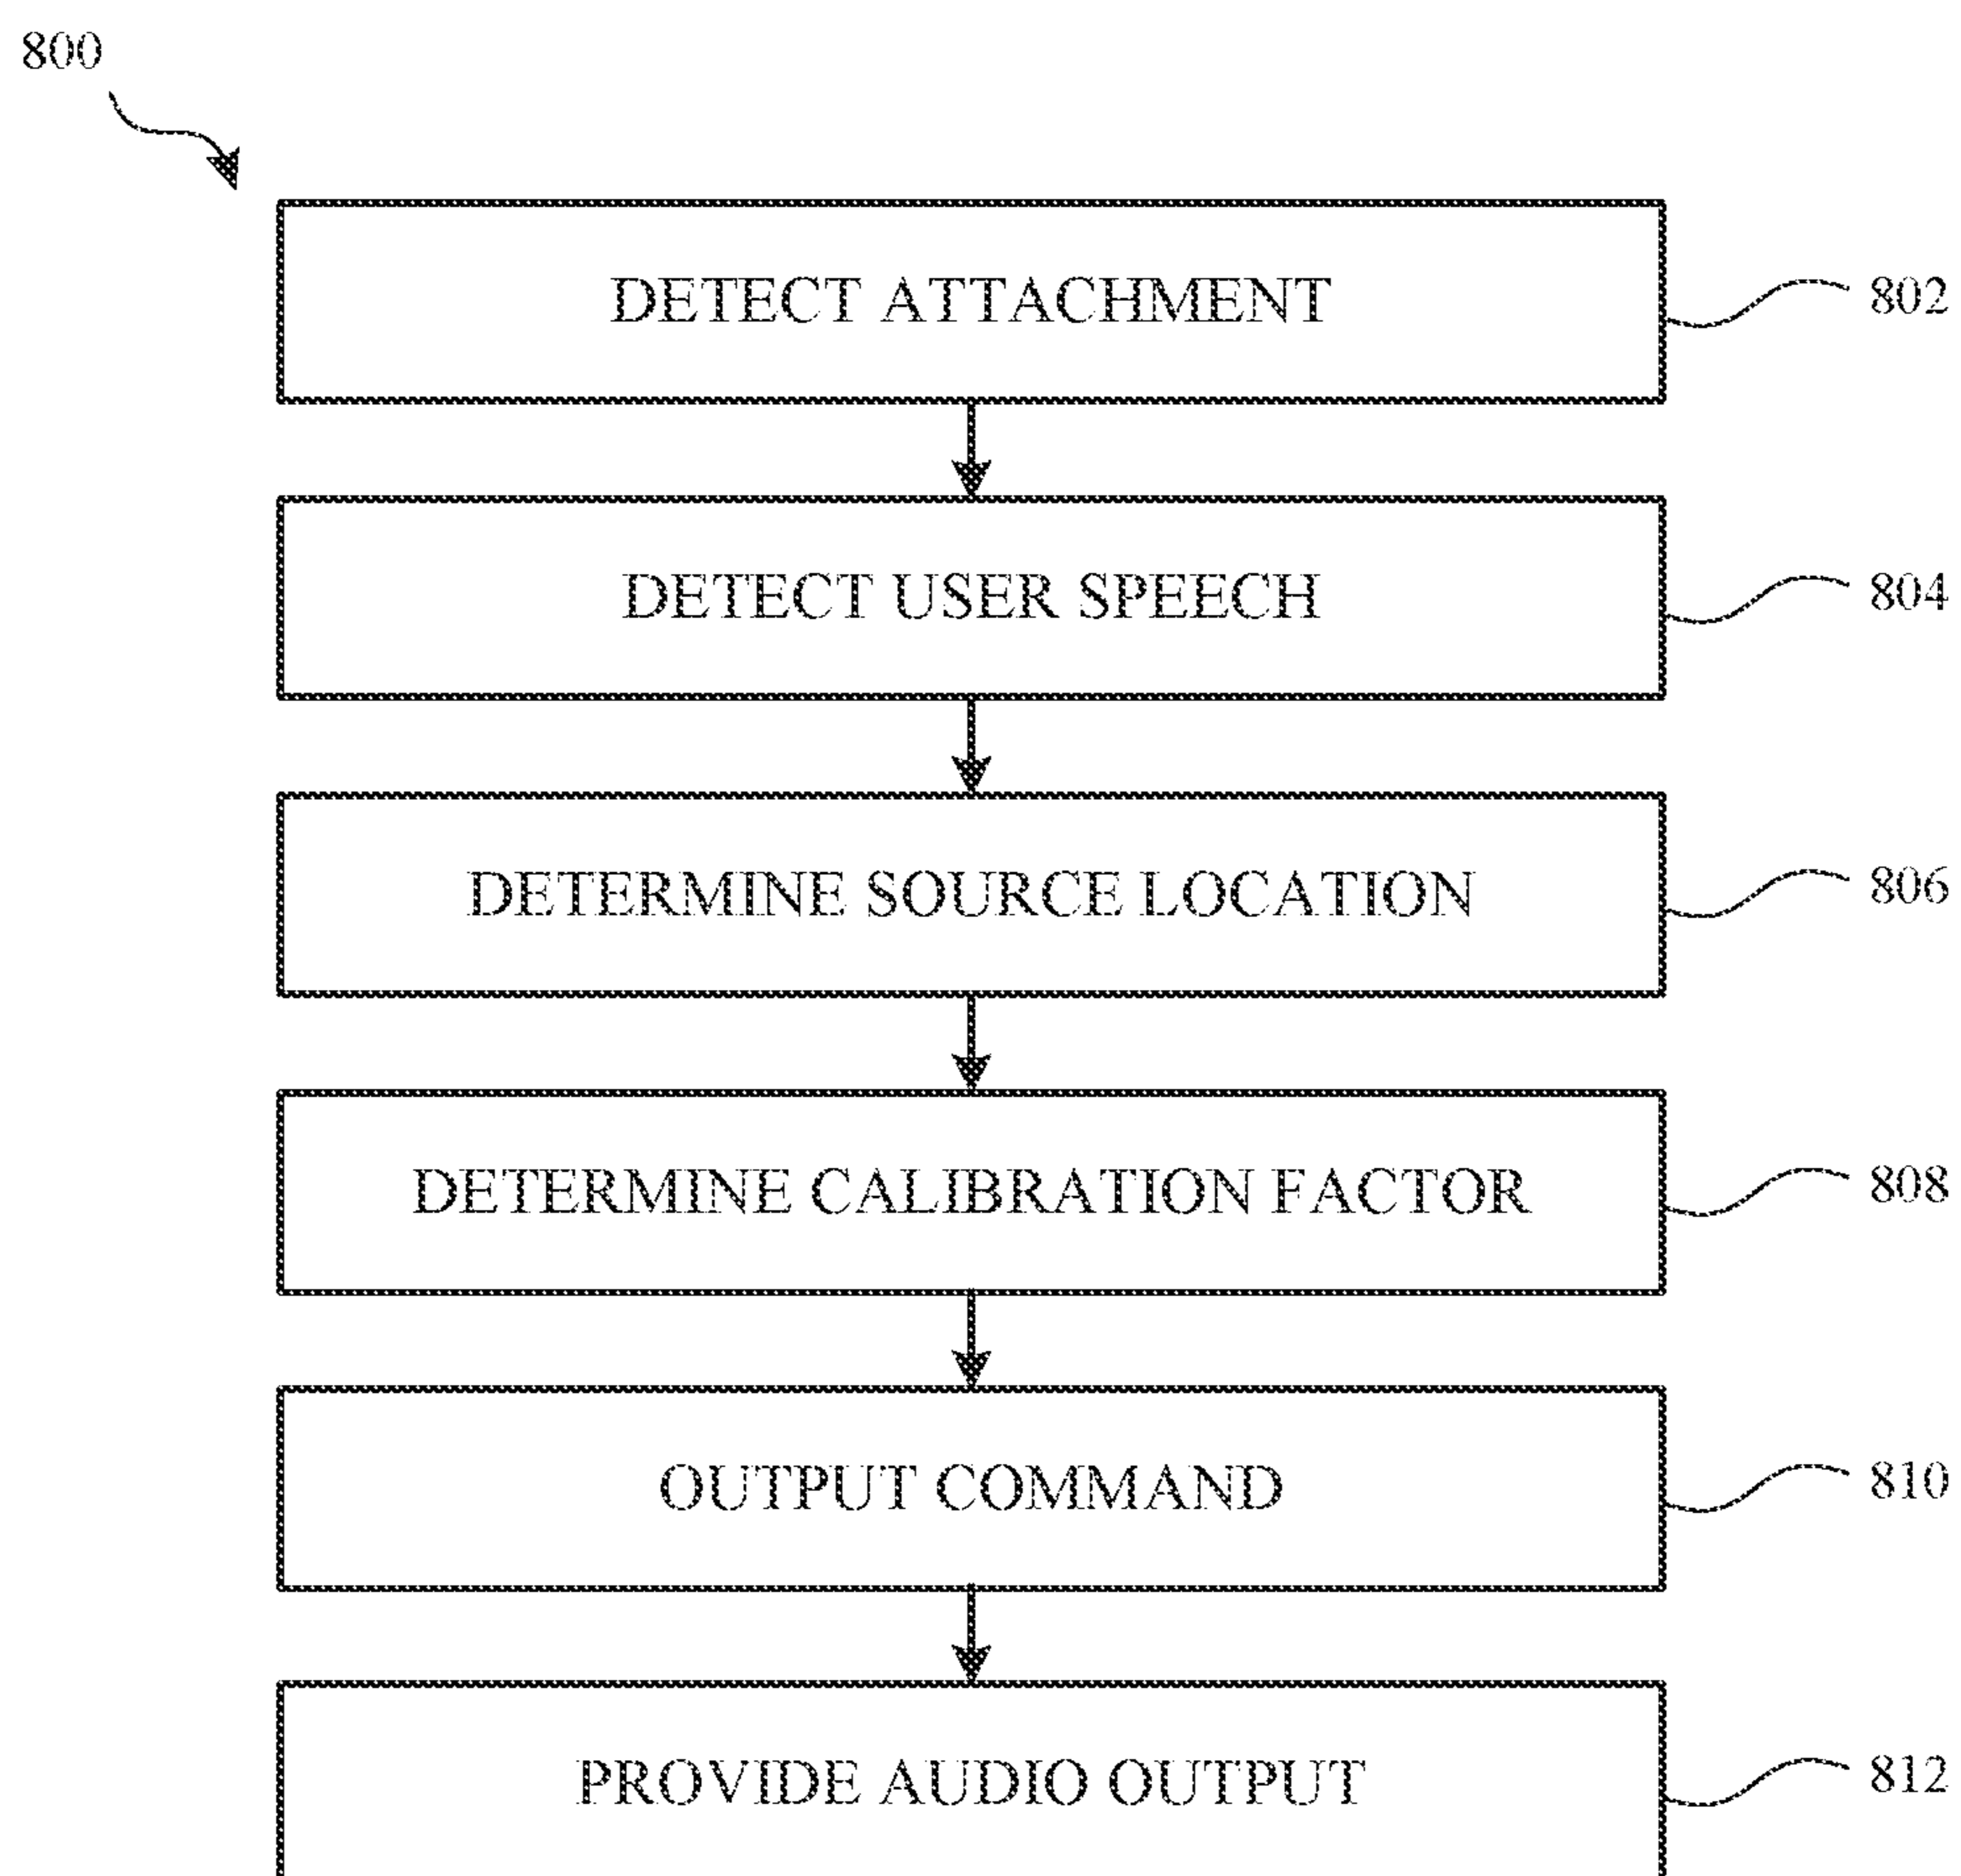 800
DETECT ATTACHMENT
802
DETECT USER SPEECH
804
DETERMINE SOURCE LOCATION
806
DETERMINE CALIBRATION FACTOR
808
OUTPUT COMMAND
810
PROVIDE AUDIO OUTPUT
812